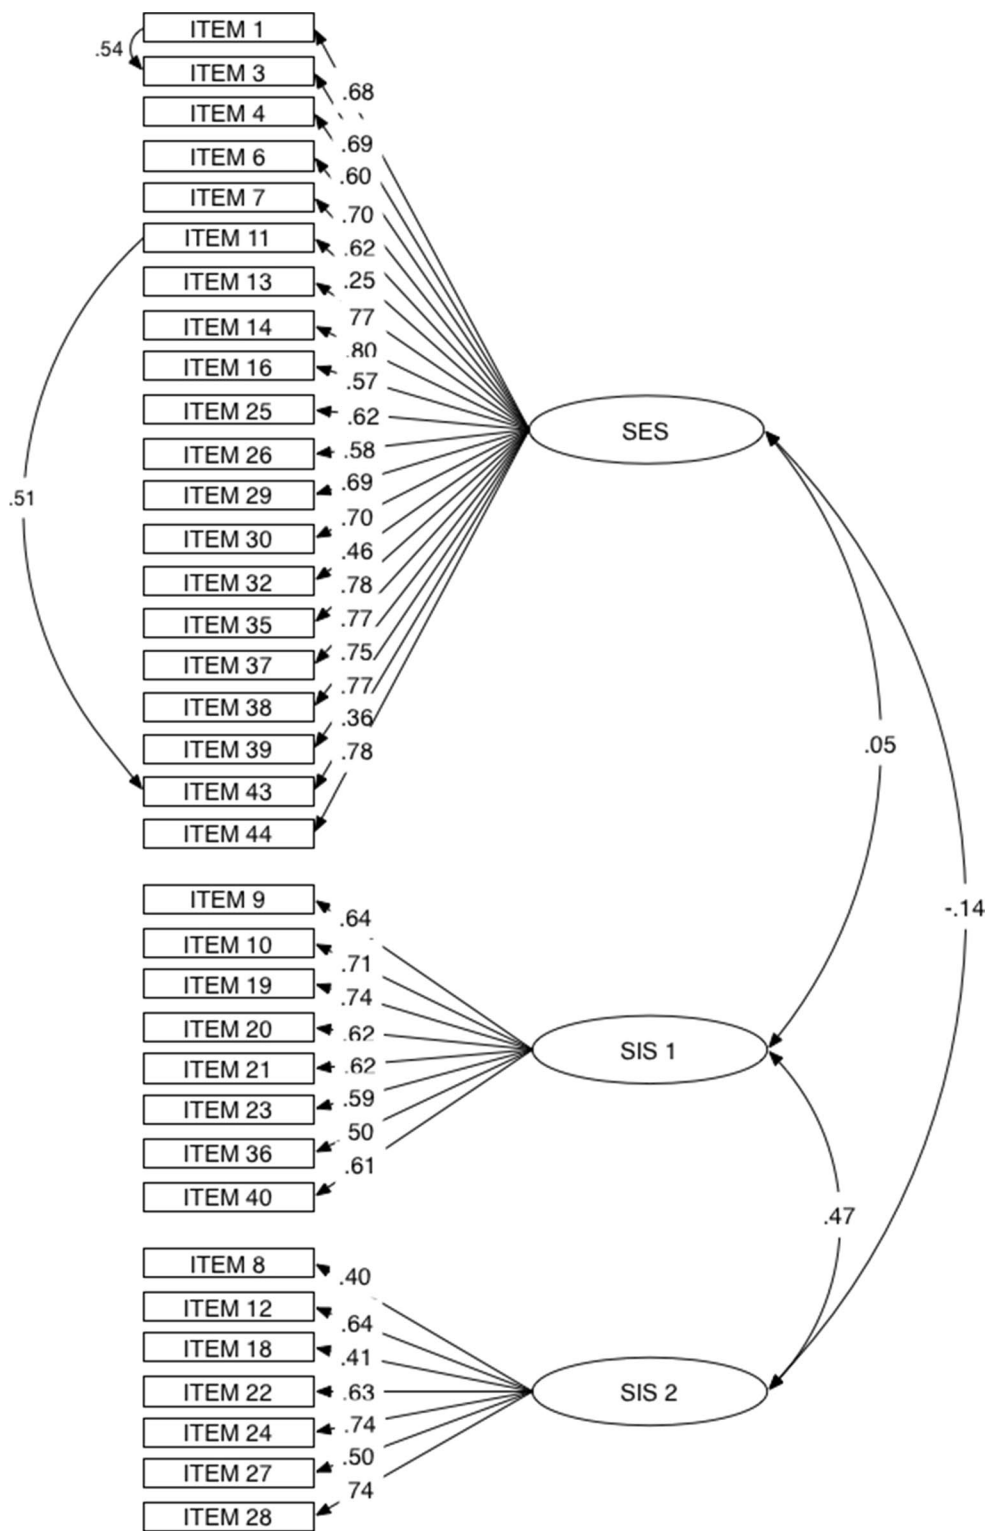 ITEM 1
.54
ITEM 3
.68
ITEM 4
.69
ITEM 6
.60
ITEM 7
.70
ITEM 11
.62
ITEM 13
.25
ITEM 14
77
.80
ITEM 16
.57
ITEM 25
.62
SES
ITEM 26
.58
ITEM 29
.69
.51
ITEM 30
.70
.46
ITEM 32
.78
ITEM 35
.77
ITEM 37
.75
ITEM 38
.77
.36
ITEM 39
.78
.05
ITEM 43
ITEM 44
ITEM 9
-.14
.64
ITEM 10
.71
ITEM 19
.74
ITEM 20
.62
SIS 1
ITEM 21
.62
ITEM 23
.59
50
ITEM 36
.61
ITEM 40
.47
ITEM 8
.40
ITEM 12
.64
ITEM 18
.41
ITEM 22
.63
SIS 2
ITEM 24
.74
.50
ITEM 27
74
ITEM 28